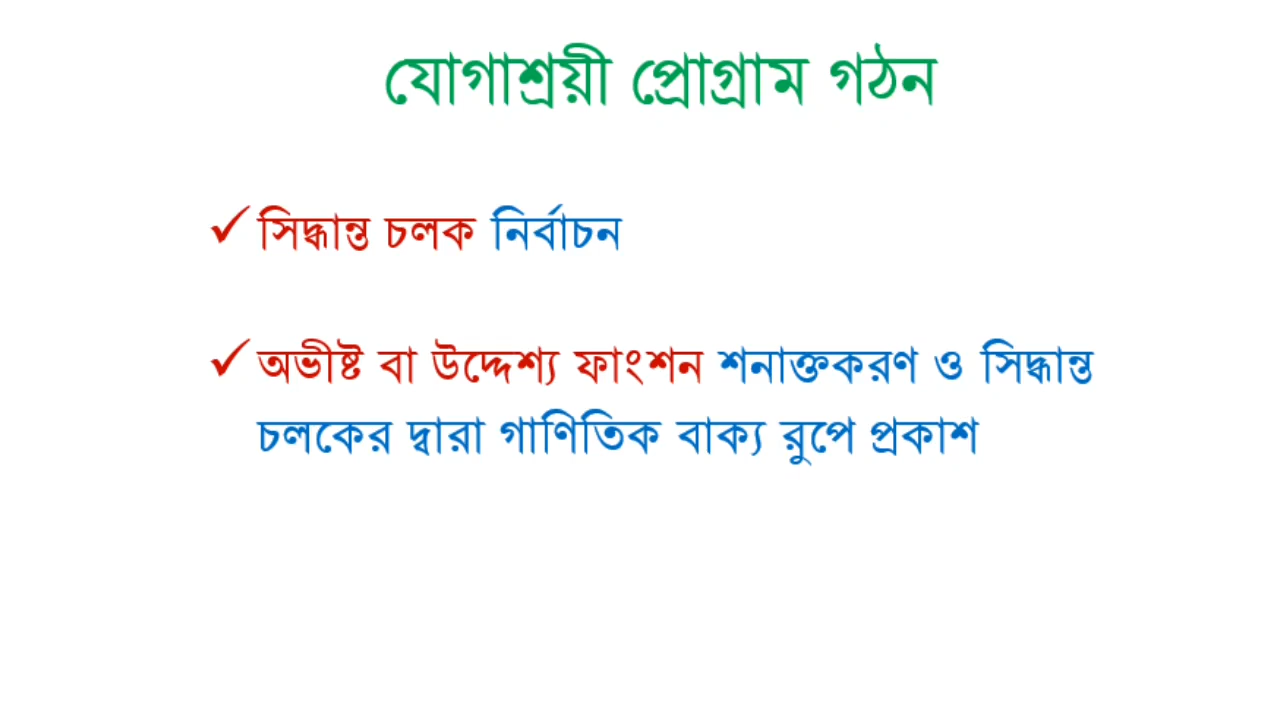 যোগাশ্রয়ী প্রোগ্রাম গঠন
✓ সিদ্ধান্ত চলক নির্বাচন
✓ অভীষ্ট বা উদ্দেশ্য ফাংশন শনাক্তকরণ ও সিদ্ধান্ত
চলকের দ্বারা গাণিতিক বাক্য রুপে প্রকাশ